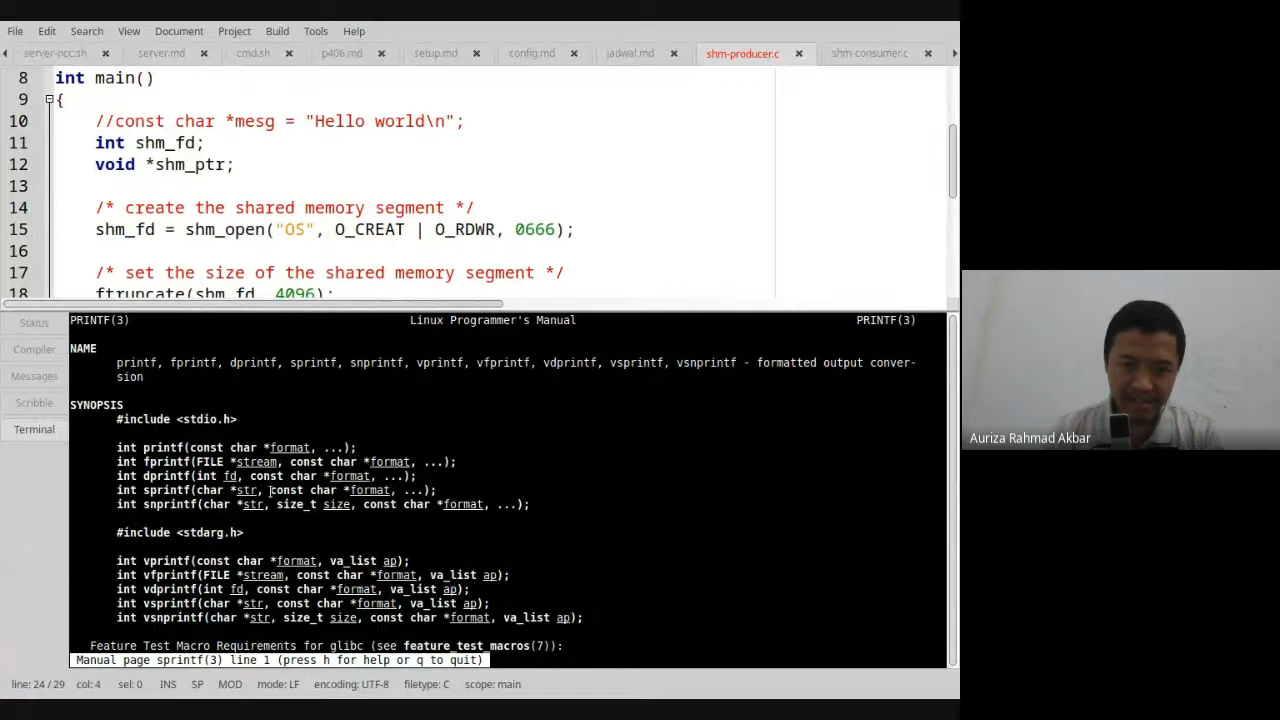 File Edit Search View Document Project Build Tools Help
server-ncc.sh server.md cmd.sh p406.md setup.md config.md jadwal.md shm-producer.c shm-consumer.c
8 int main()
9 {
10 //const char *mesg = "Hello world\n";
11 int shm_fd;
12 void *shm_ptr;
13
14 /* create the shared memory segment */
15 shm_fd = shm_open("OS", O_CREAT | O_RDWR, 0666);
16
17 /* set the size of the shared memory segment */
18 ftruncate(shm_fd, 4096);
Status
Compiler
Messages
Scribble
Terminal
PRINTF(3) Linux Programmer's Manual PRINTF(3)
NAME
printf, fprintf, dprintf, sprintf, snprintf, vprintf, vfprintf, vdprintf, vsprintf, vsnprintf - formatted output conver-
sion
SYNOPSIS
#include <stdio.h>
int printf(const char *format, ...);
int fprintf(FILE *stream, const char *format, ...);
int dprintf(int fd, const char *format, ...);
int sprintf(char *str, const char *format, ...);
int snprintf(char *str, size_t size, const char *format, ...);
#include <stdarg.h>
int vprintf(const char *format, va_list ap);
int vfprintf(FILE *stream, const char *format, va_list ap);
int vdprintf(int fd, const char *format, va_list ap);
int vsprintf(char *str, const char *format, va_list ap);
int vsnprintf(char *str, size_t size, const char *format, va_list ap);
Feature Test Macro Requirements for glibc (see feature_test_macros(7)):
Manual page sprintf(3) line 1 (press h for help or q to quit)
line: 24 / 29 col: 4 sel: 0 INS SP MOD mode: LF encoding: UTF-8 filetype: C scope: main
Auriza Rahmad Akbar